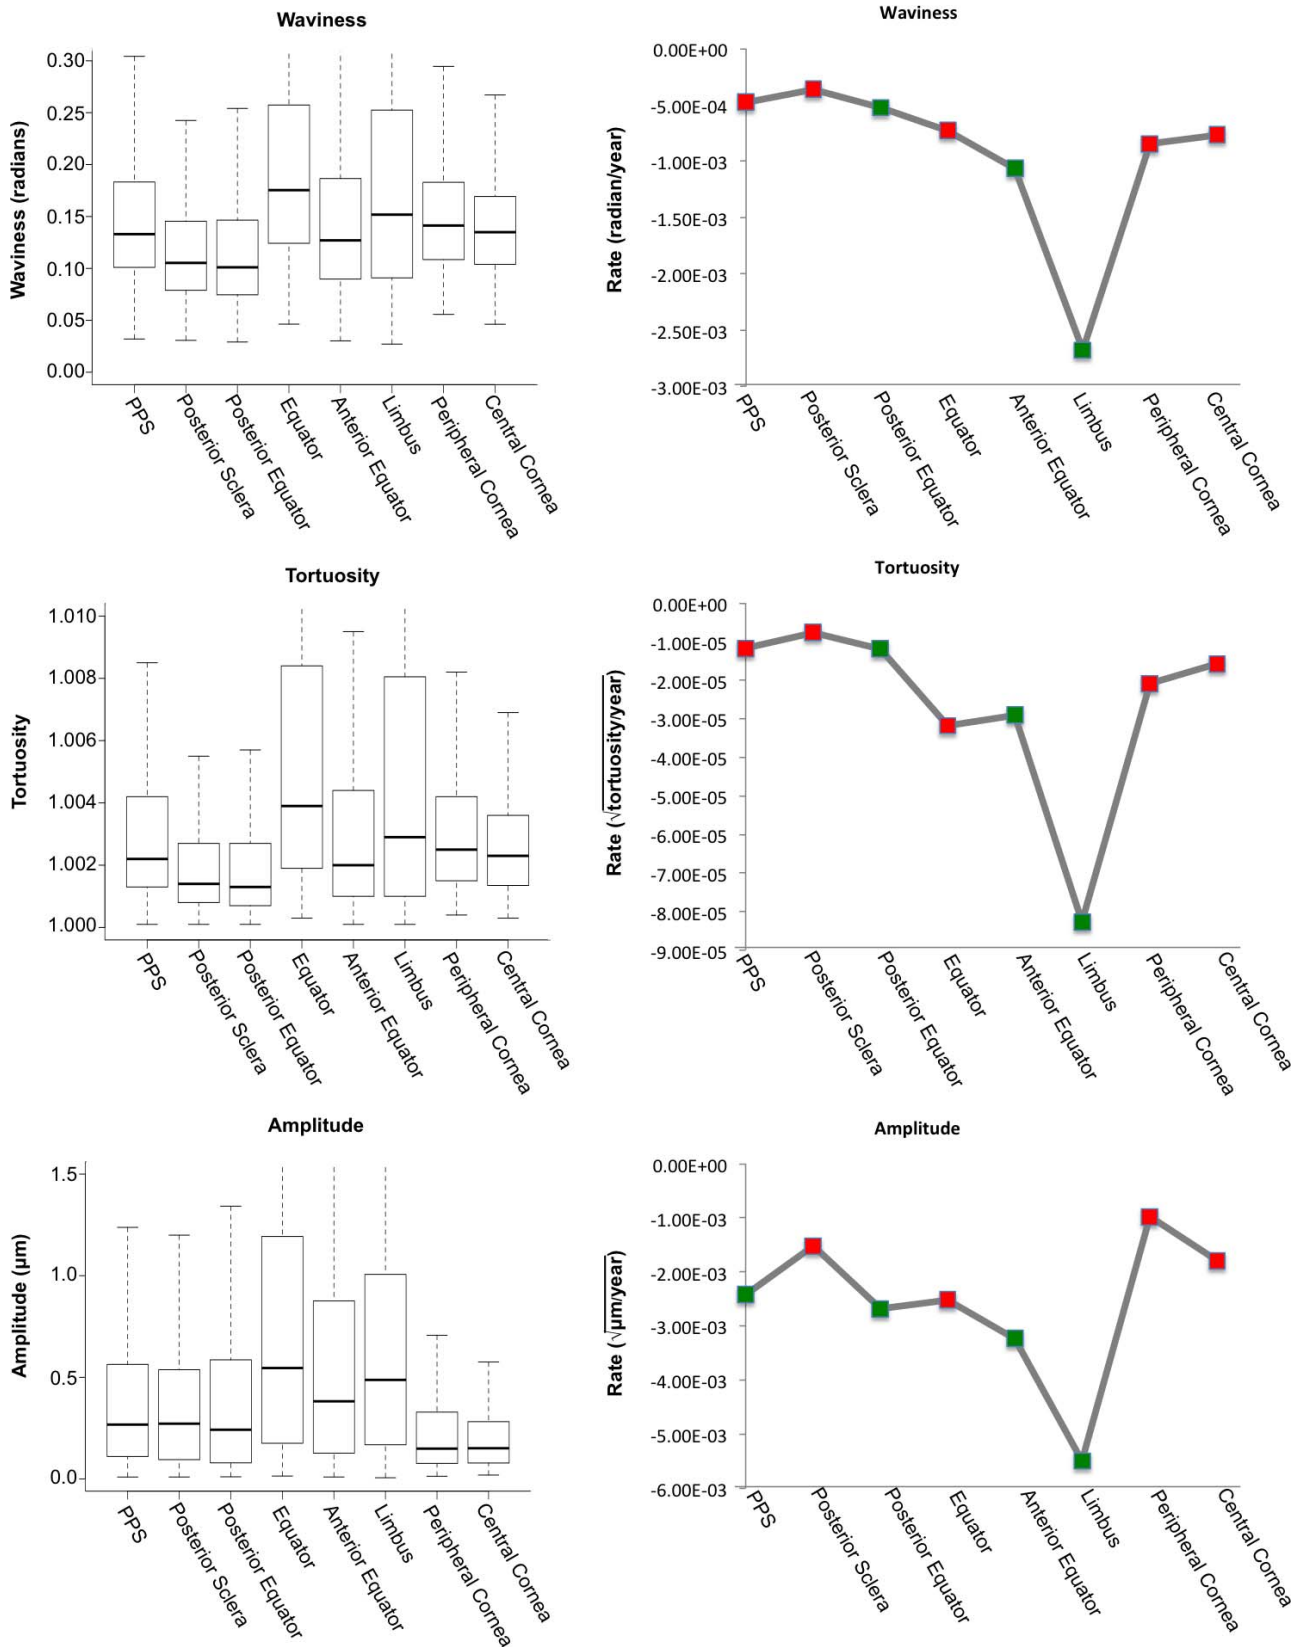 Waviness
Waviness (radians)
0.30
0.25
0.20
0.15
0.10
0.05
0.00
PPS
Posterior Sclera
Posterior Equator
Equator
Anterior Equator
Limbus
Peripheral Cornea
Central Cornea
Waviness
Rate (radian/year)
0.00E+00
-5.00E-04
-1.00E-03
-1.50E-03
-2.00E-03
-2.50E-03
-3.00E-03
PPS
Posterior Sclera
Posterior Equator
Equator
Anterior Equator
Limbus
Peripheral Cornea
Central Cornea
Tortuosity
Tortuosity
1.010
1.008
1.006
1.004
1.002
1.000
PPS
Posterior Sclera
Posterior Equator
Equator
Anterior Equator
Limbus
Peripheral Cornea
Central Cornea
Tortuosity
Rate (√tortuosity/year)
0.00E+00
-1.00E-05
-2.00E-05
-3.00E-05
-4.00E-05
-5.00E-05
-6.00E-05
-7.00E-05
-8.00E-05
-9.00E-05
PPS
Posterior Sclera
Posterior Equator
Equator
Anterior Equator
Limbus
Peripheral Cornea
Central Cornea
Amplitude
Amplitude (µm)
1.5
1.0
0.5
0.0
PPS
Posterior Sclera
Posterior Equator
Equator
Anterior Equator
Limbus
Peripheral Cornea
Central Cornea
Amplitude
Rate (√µm/year)
0.00E+00
-1.00E-03
-2.00E-03
-3.00E-03
-4.00E-03
-5.00E-03
-6.00E-03
PPS
Posterior Sclera
Posterior Equator
Equator
Anterior Equator
Limbus
Peripheral Cornea
Central Cornea